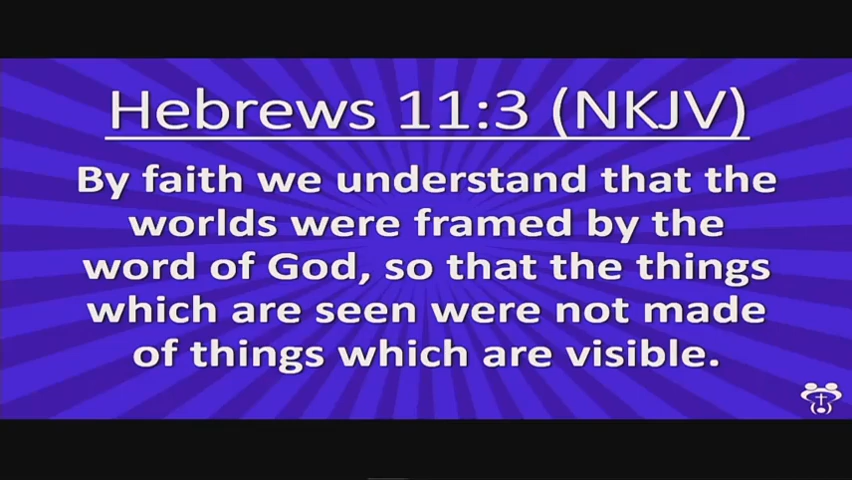 Hebrews 11:3 (NKJV)
By faith we understand that the
worlds were framed by the
word of God, so that the things
which are seen were not made
of things which are visible.